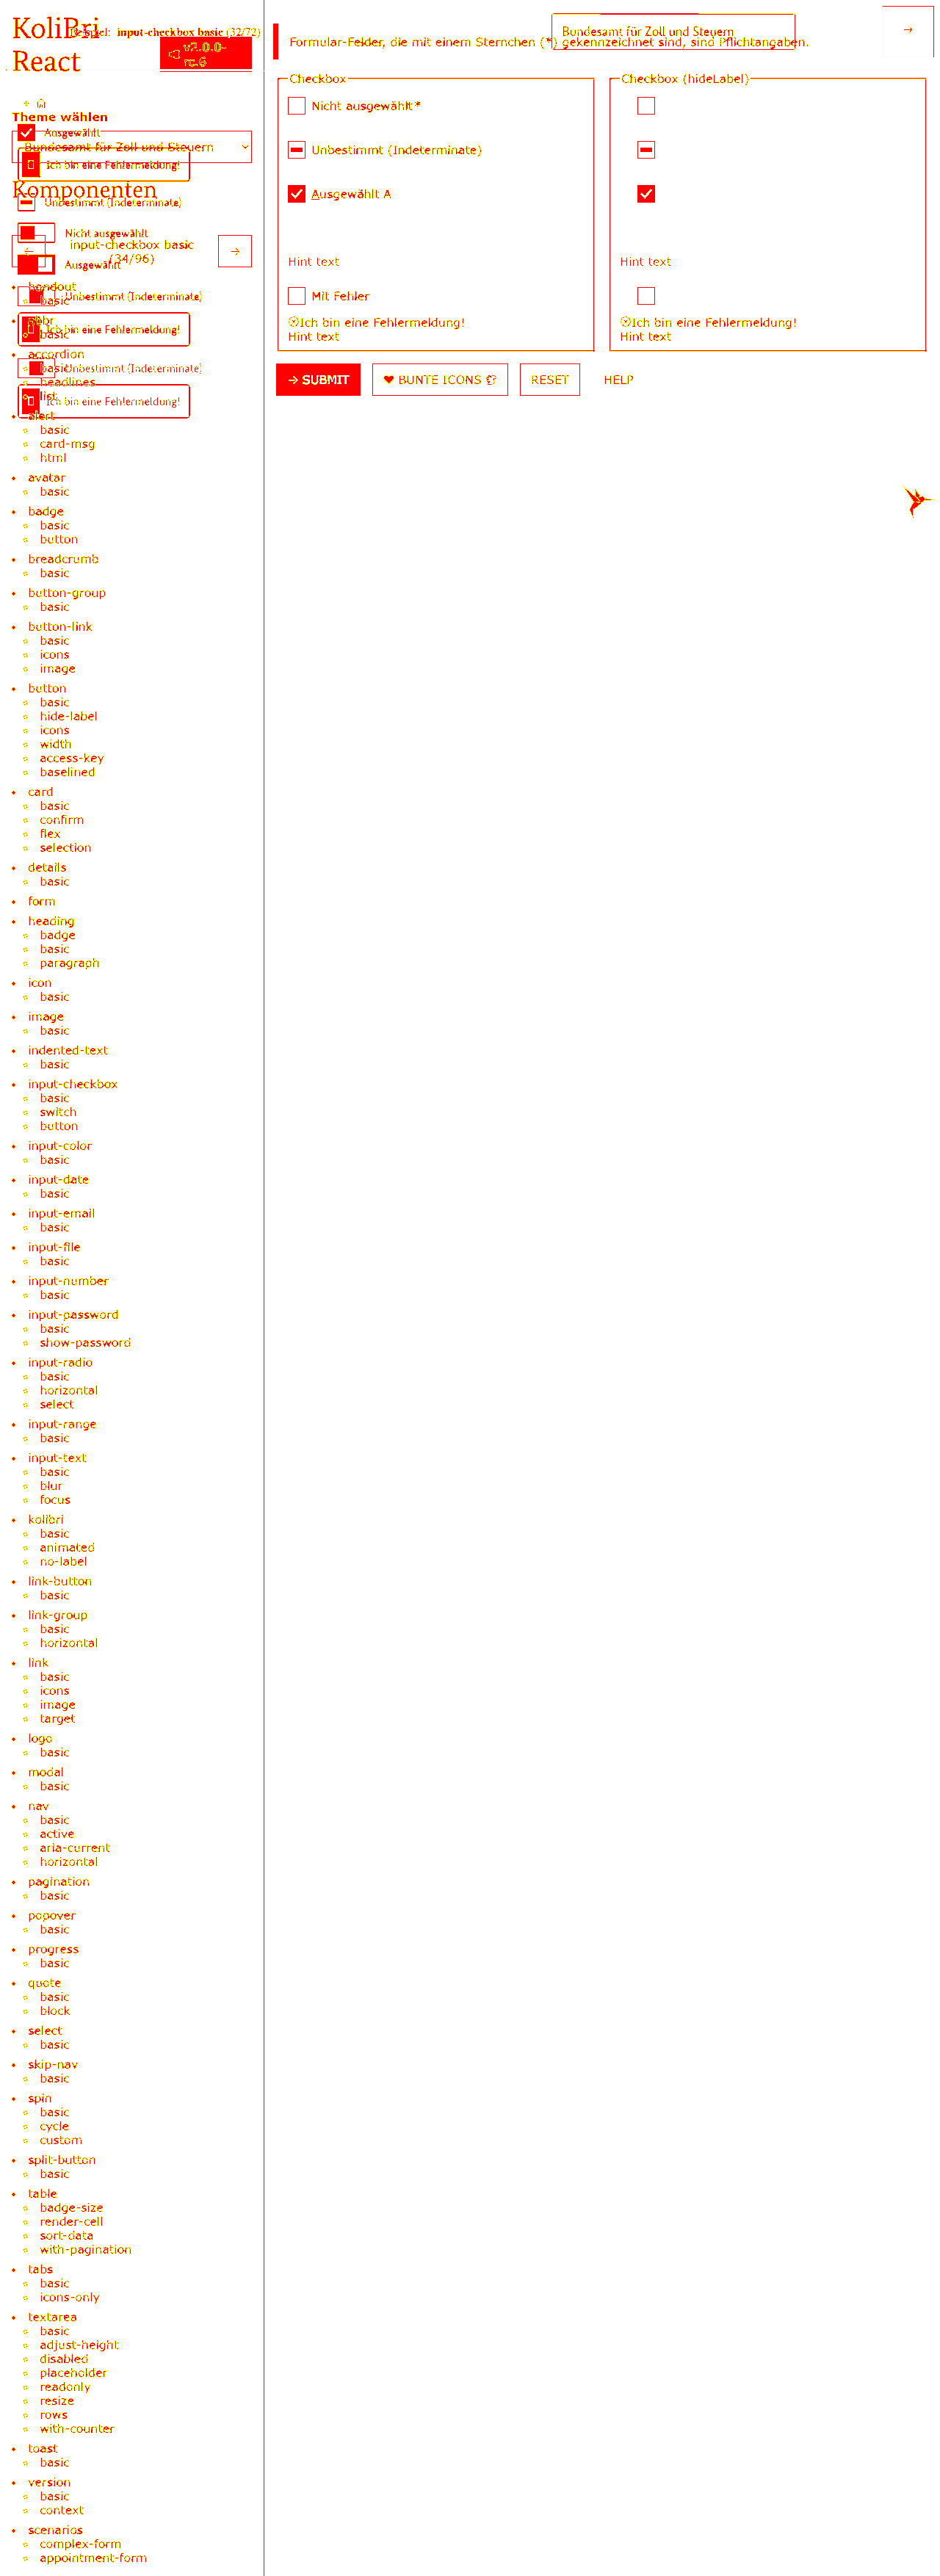 KoliBri
React
input-checkbox basic (32/72)
v2.0.0-
rc.6
Theme wählen
Ausgewählt
Bundesamt für Zoll und Steuern
Ich bin eine Fehlermeldung!
Komponenten
Unbestimmt (Indeterminate)
Nicht ausgewählt
input-checkbox basic
(34/96)
Ausgewählt
handout
Unbestimmt (Indeterminate)
basic
abbr
Ich bin eine Fehlermeldung!
basic
accordion
basic
Unbestimmt (Indeterminate)
headlines
list
Ich bin eine Fehlermeldung!
alert
basic
card-msg
html
avatar
basic
badge
basic
button
breadcrumb
basic
button-group
basic
button-link
basic
icons
image
button
basic
hide-label
icons
width
access-key
baselined
card
basic
confirm
flex
selection
details
basic
form
heading
badge
basic
paragraph
icon
basic
image
basic
indented-text
basic
input-checkbox
basic
switch
button
input-color
basic
input-date
basic
input-email
basic
input-file
basic
input-number
basic
input-password
basic
show-password
input-radio
basic
horizontal
select
input-range
basic
input-text
basic
blur
focus
kolibri
basic
animated
no-label
link-button
basic
link-group
basic
horizontal
link
basic
icons
image
target
logo
basic
modal
basic
nav
basic
active
aria-current
horizontal
pagination
basic
popover
basic
progress
basic
quote
basic
block
select
basic
skip-nav
basic
spin
basic
cycle
custom
split-button
basic
table
badge-size
render-cell
sort-data
with-pagination
tabs
basic
icons-only
textarea
basic
adjust-height
disabled
placeholder
readonly
resize
rows
with-counter
toast
basic
version
basic
context
scenarios
complex-form
appointment-form
Bundesamt für Zoll und Steuern
Formular-Felder, die mit einem Sternchen (*) gekennzeichnet sind, sind Pflichtangaben.
Checkbox
Nicht ausgewählt *
Unbestimmt (Indeterminate)
Ausgewählt A
Hint text
Mit Fehler
Ich bin eine Fehlermeldung!
Hint text
Checkbox (hideLabel)
Hint text
Ich bin eine Fehlermeldung!
Hint text
SUBMIT
BUNTE ICONS
RESET
HELP